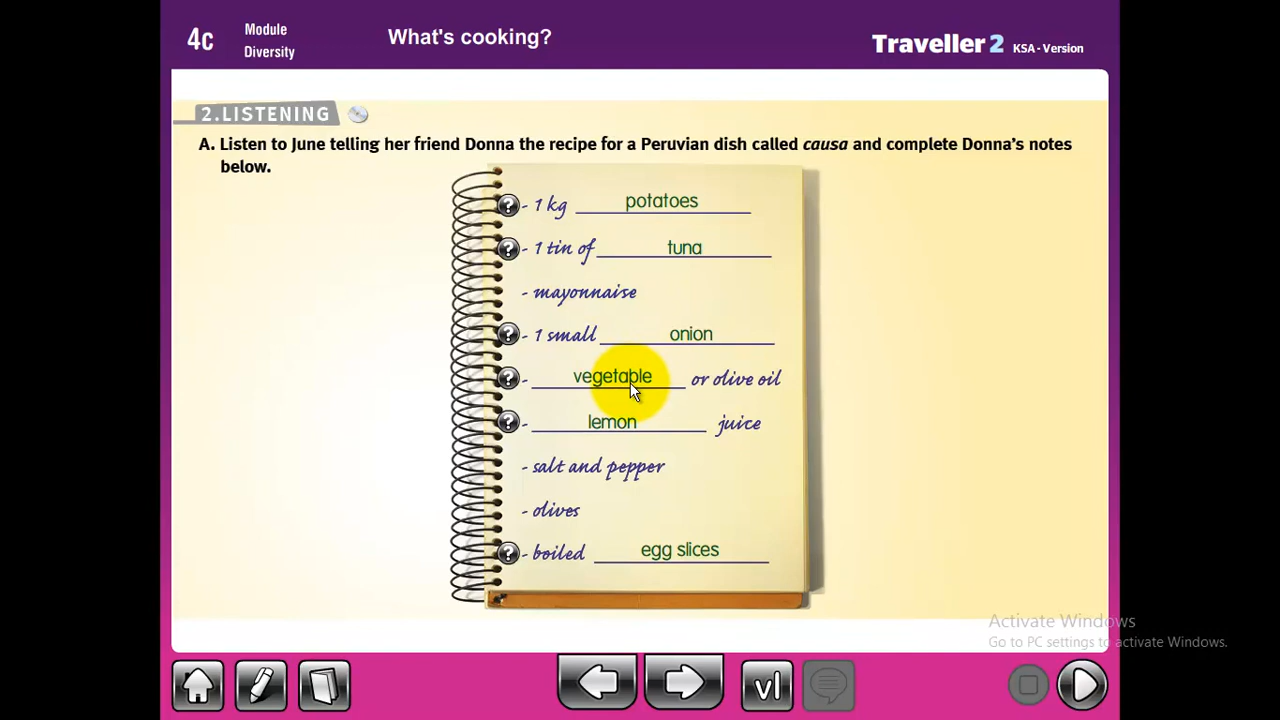 4c
Module
Diversity
What's cooking?
Traveller 2 KSA - Version
2.LISTENING
A. Listen to June telling her friend Donna the recipe for a Peruvian dish called causa and complete Donna's notes
below.
? - 1 kg potatoes
? - 1 tin of tuna
- mayonnaise
? - 1 small onion
? - vegetable or olive oil
? - lemon juice
- salt and pepper
- olives
? - boiled egg slices
Activate Windows
Go to PC settings to activate Windows.
vl